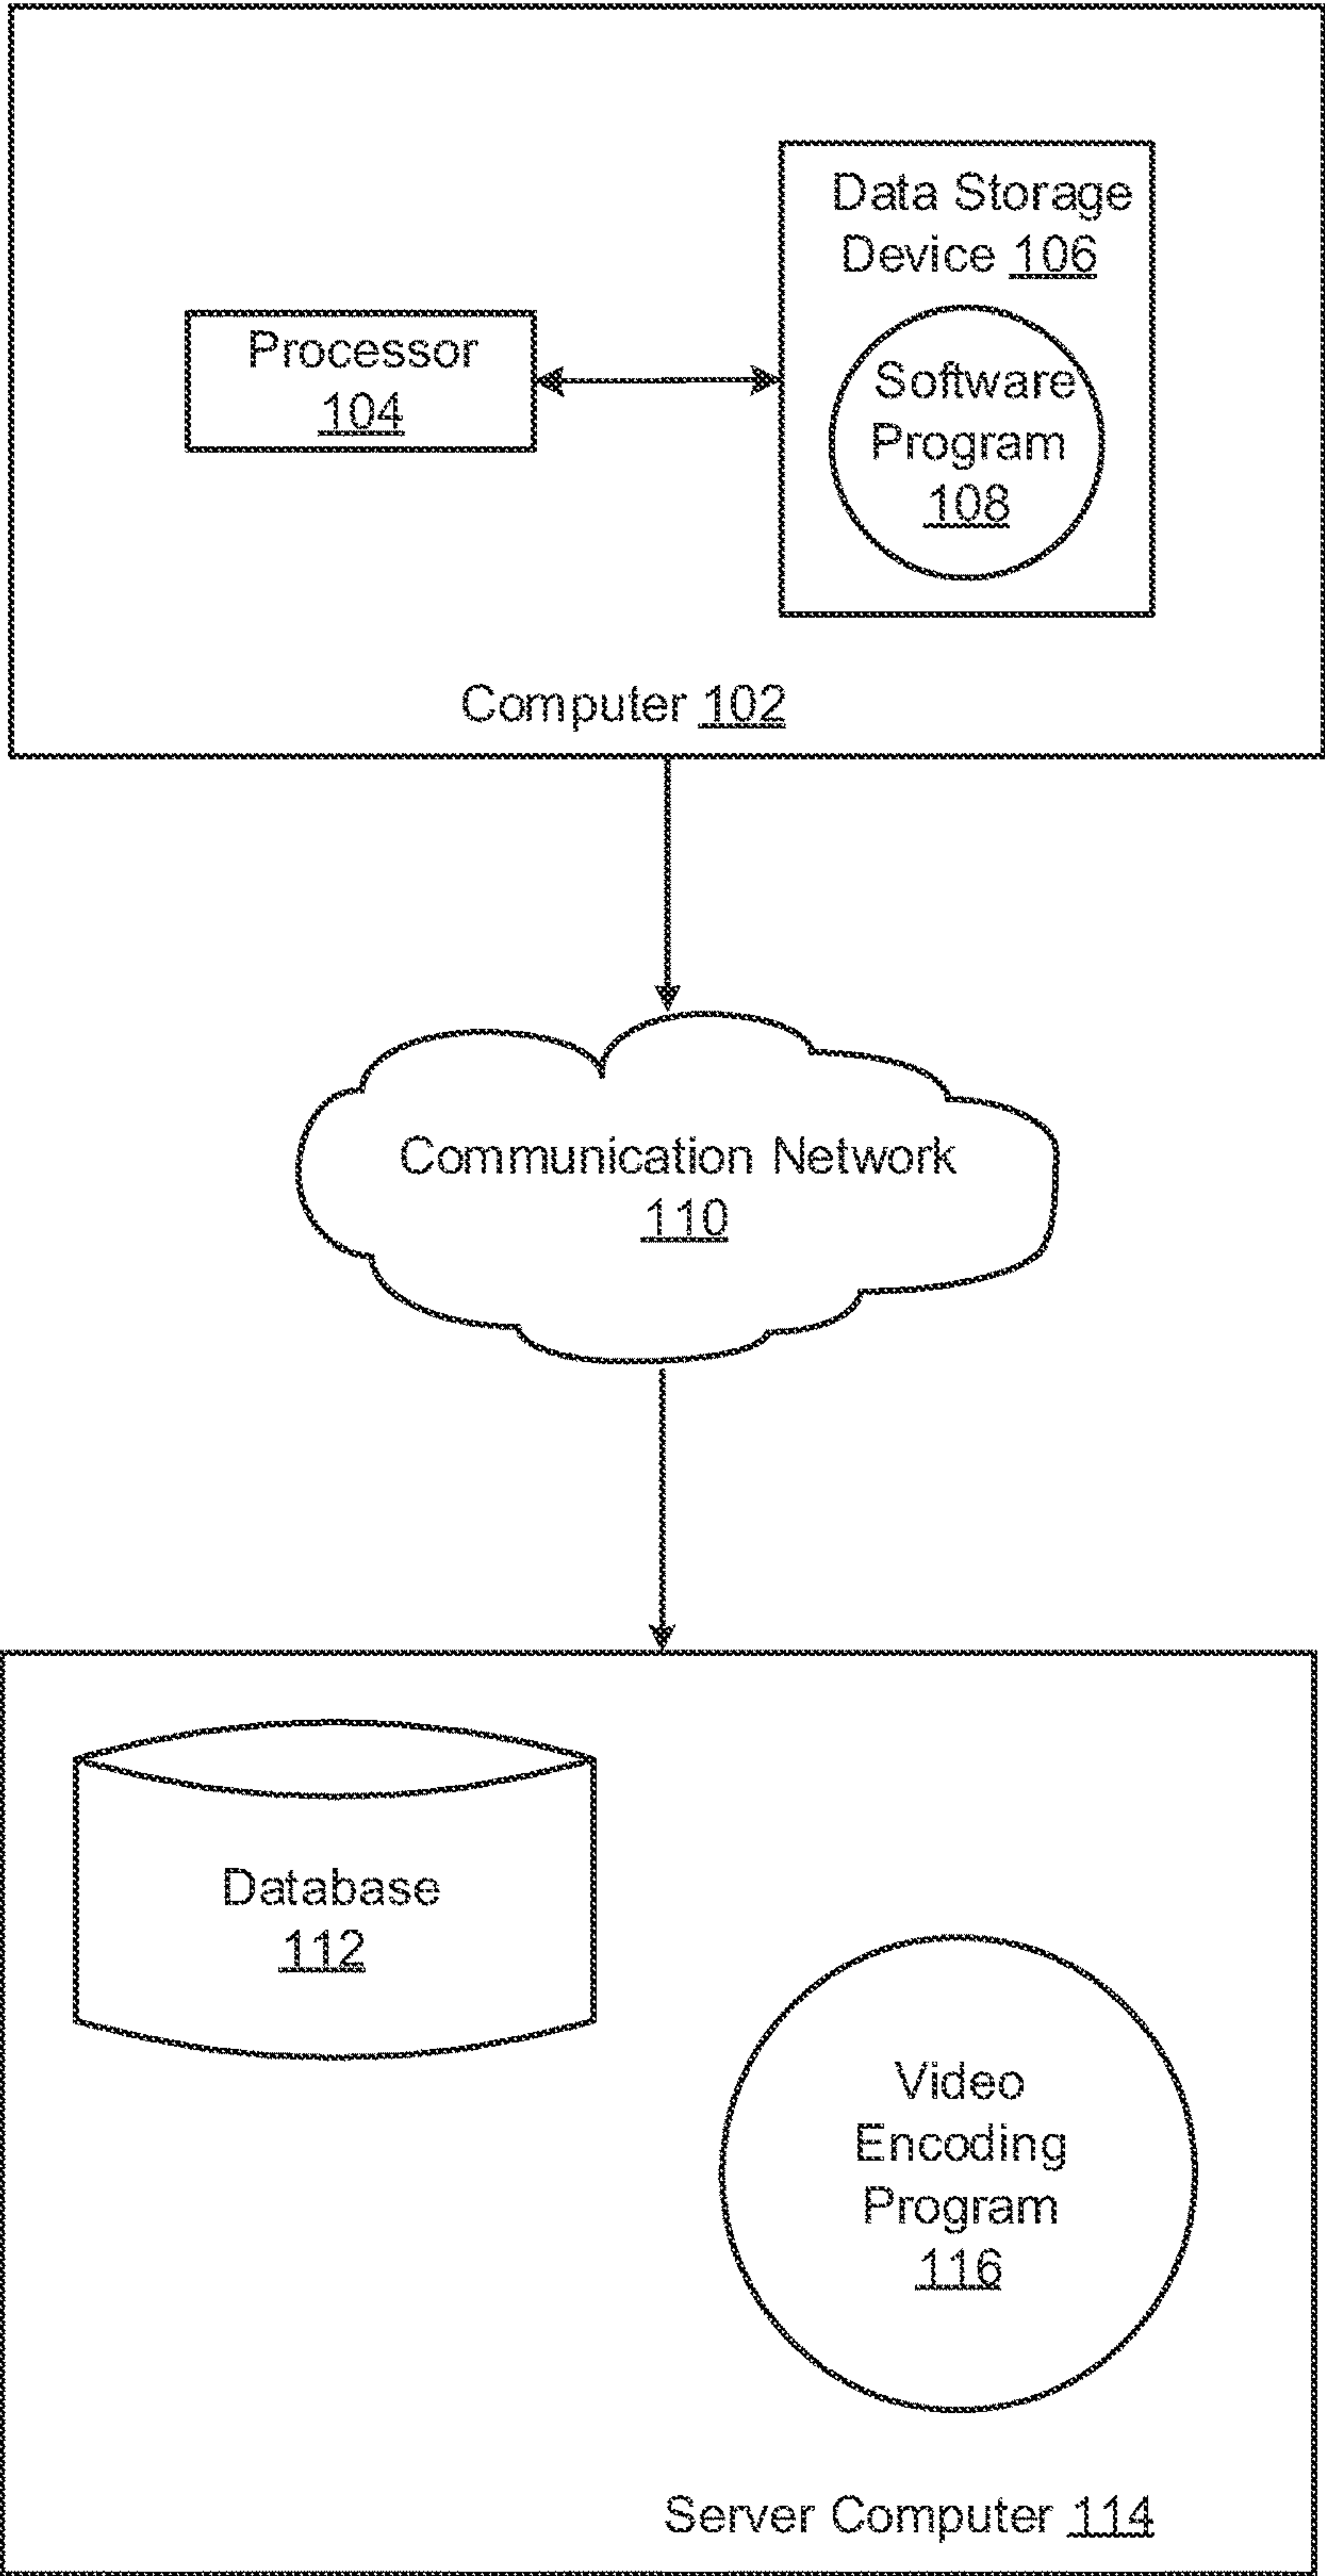 Data Storage
Device 106
Processor
104
Software
Program
108
Computer 102
Communication Network
110
Database
112
Video
Encoding
Program
116
Server Computer 114